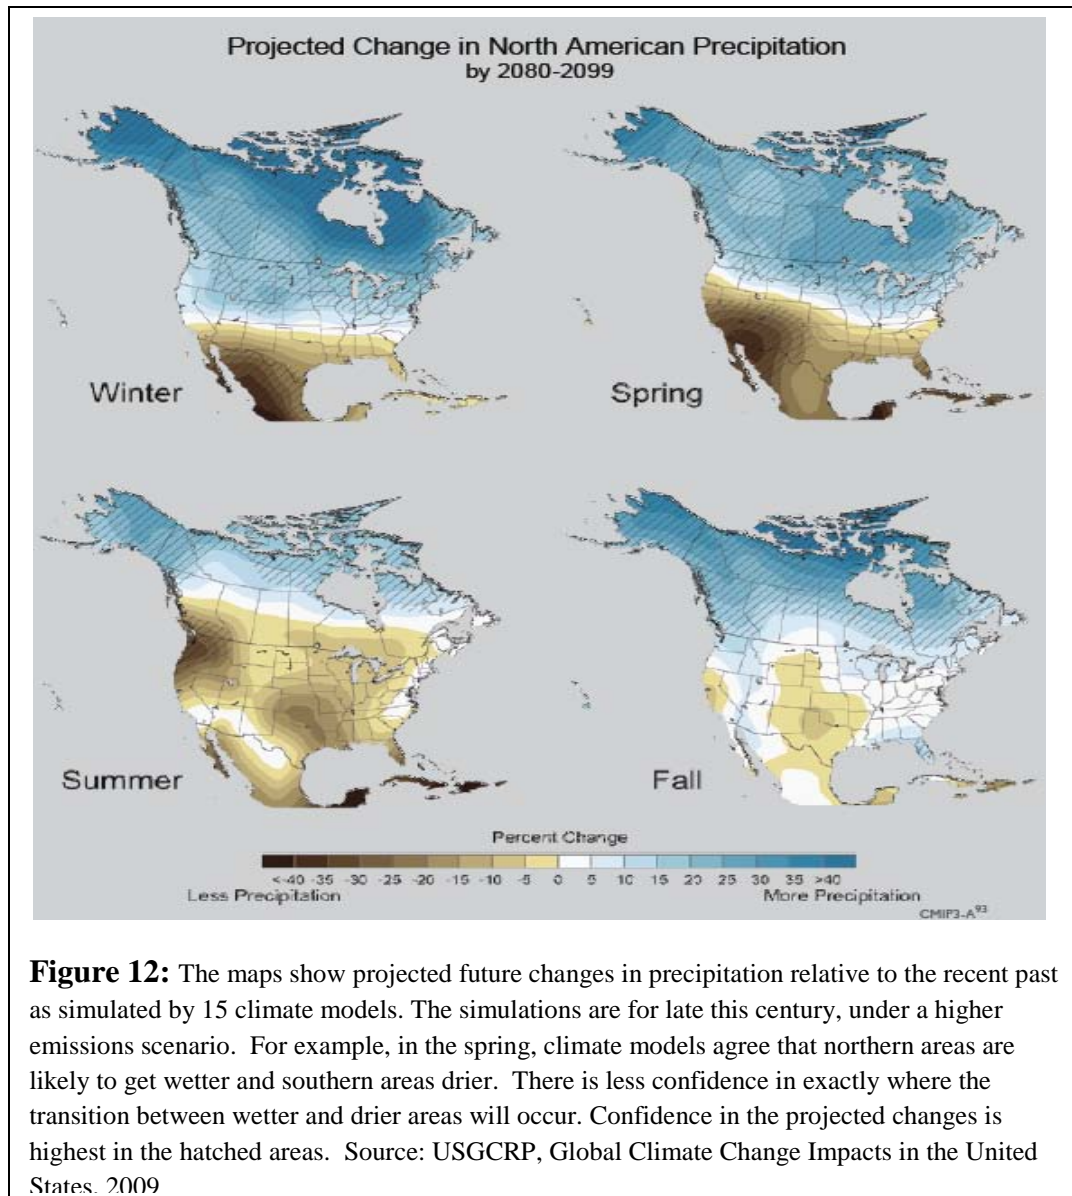 Projected Change in North American Precipitation
by 2080-2099
Winter
Spring
Summer
Fall
Percent Change
<-40 -35 -30 -25 -20 -15 -10 -5 0 5 10 15 20 25 30 35 >40
Less Precipitation
More Precipitation
CMIP3-A93
Figure 12: The maps show projected future changes in precipitation relative to the recent past
as simulated by 15 climate models. The simulations are for late this century, under a higher
emissions scenario.  For example, in the spring, climate models agree that northern areas are
likely to get wetter and southern areas drier.  There is less confidence in exactly where the
transition between wetter and drier areas will occur. Confidence in the projected changes is
highest in the hatched areas.  Source: USGCRP, Global Climate Change Impacts in the United
States, 2009